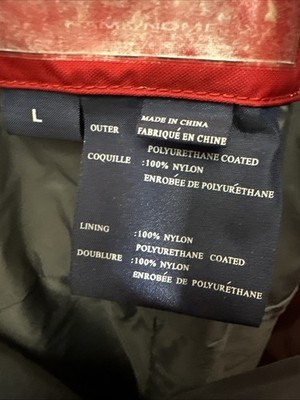 L
MADE IN CHINA
OUTER FABRIQUÉ EN CHINE
POLYURETHANE COATED
COQUILLE :100% NYLON
ENROBÉE DE POLYURÉTHANE
LINING :100% NYLON
POLYURETHANE COATED
DOUBLURE :100% NYLON
ENROBÉE DE POLYURÉTHANE